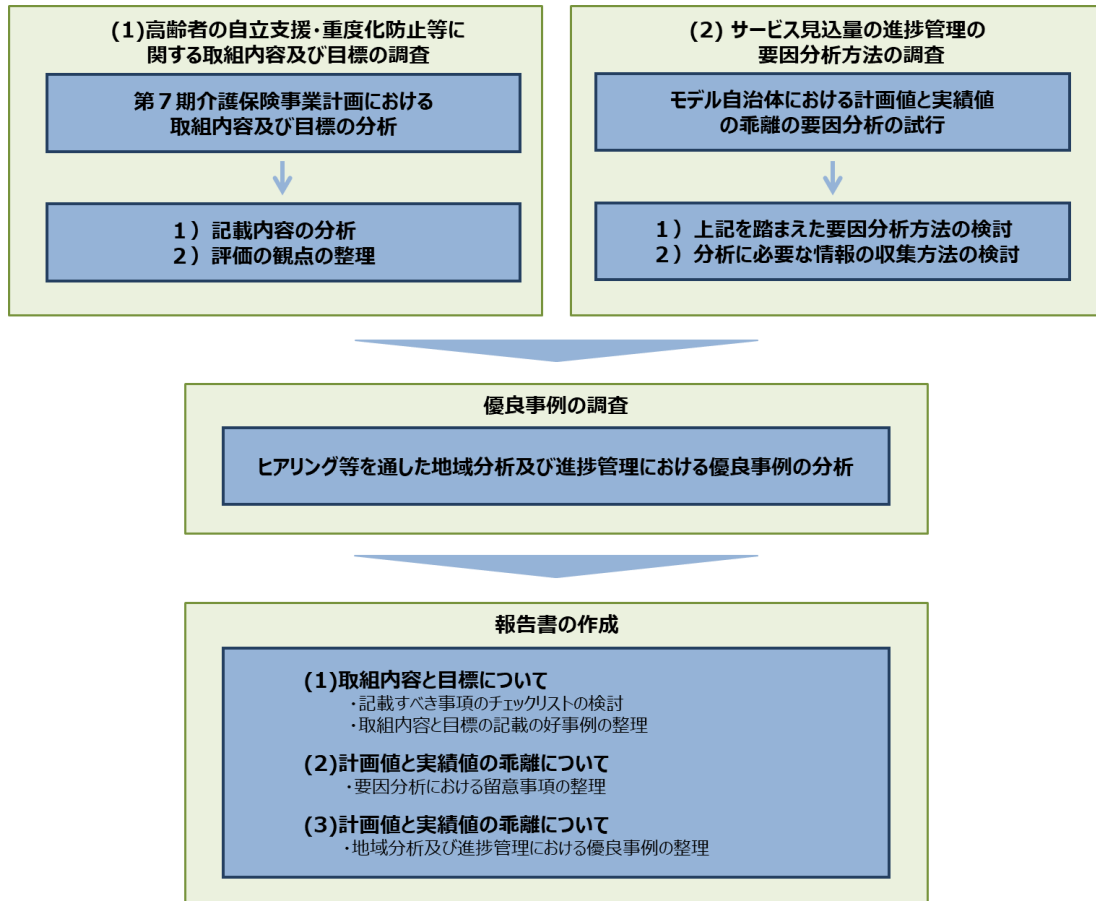 (1)高齢者の自立支援・重度化防止等に
関する取組内容及び目標の調査
第７期介護保険事業計画における
取組内容及び目標の分析
１）記載内容の分析
２）評価の観点の整理
(2) サービス見込量の進捗管理の
要因分析方法の調査
モデル自治体における計画値と実績値
の乖離の要因分析の試行
１）上記を踏まえた要因分析方法の検討
２）分析に必要な情報の収集方法の検討
優良事例の調査
ヒアリング等を通した地域分析及び進捗管理における優良事例の分析
報告書の作成
(1)取組内容と目標について
・記載すべき事項のチェックリストの検討
・取組内容と目標の記載の好事例の整理
(2)計画値と実績値の乖離について
・要因分析における留意事項の整理
(3)計画値と実績値の乖離について
・地域分析及び進捗管理における優良事例の整理